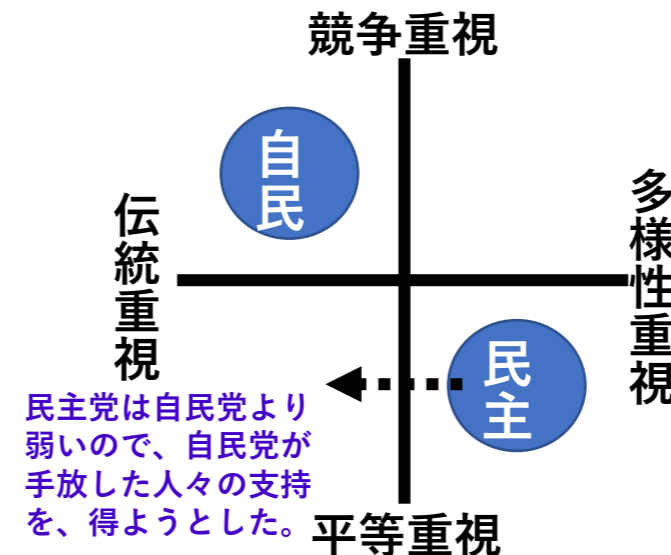 競争重視
自民
伝統重視
多様性重視
民主
民主党は自民党より
弱いので、自民党が
手放した人々の支持
を、得ようとした。
平等重視